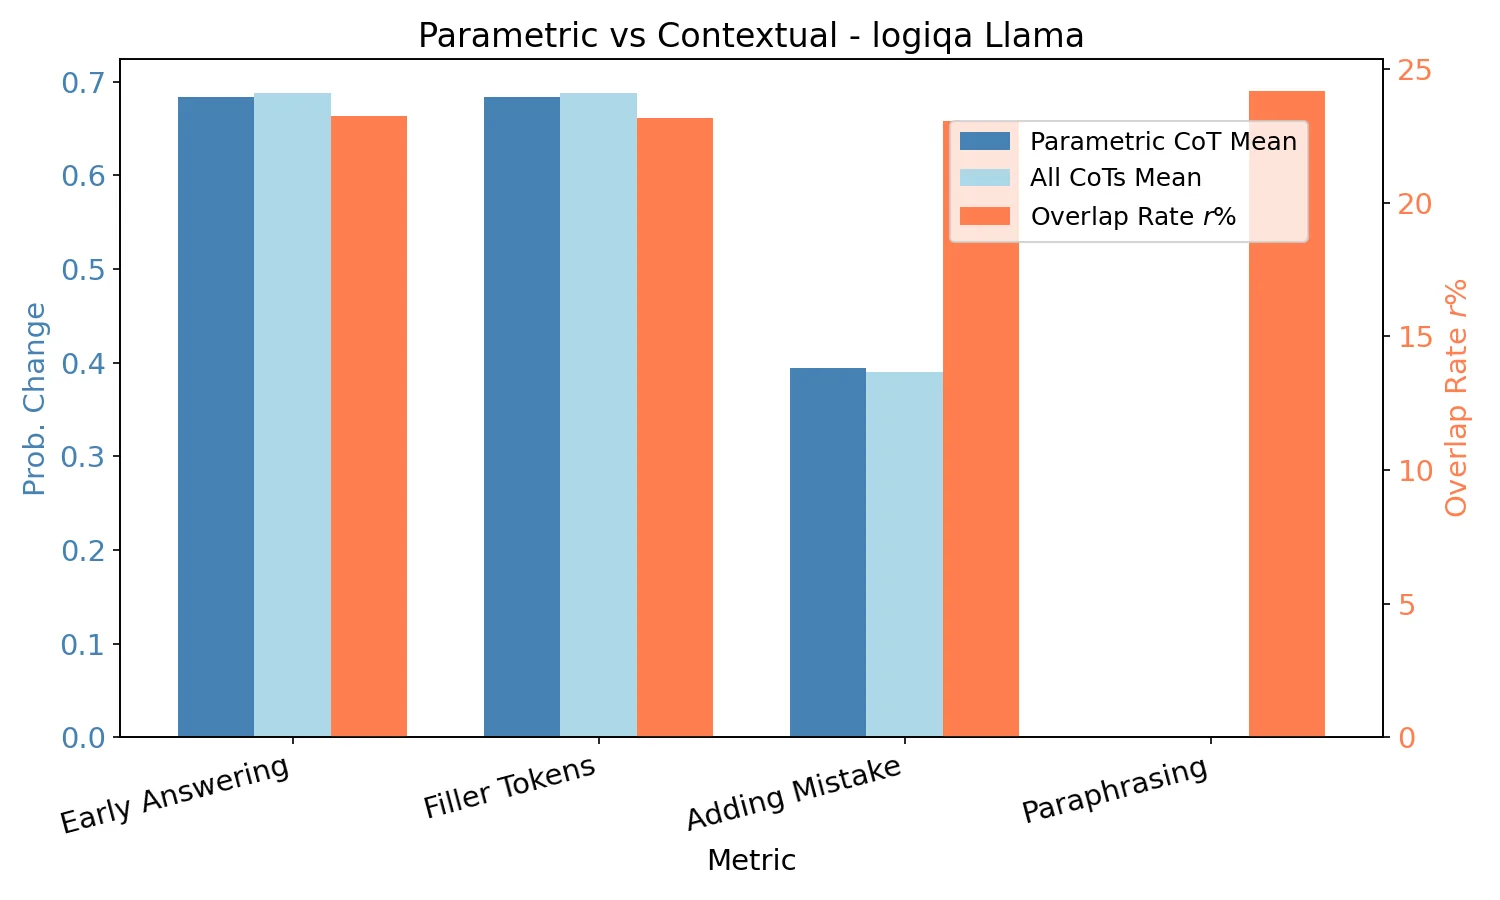 Parametric vs Contextual - logiqa Llama
0.7
0.6
0.5
0.4
0.3
0.2
0.1
0.0
Prob. Change
25
20
15
10
5
0
Overlap Rate r%
Parametric CoT Mean
All CoTs Mean
Overlap Rate r%
Early Answering
Filler Tokens
Adding Mistake
Paraphrasing
Metric